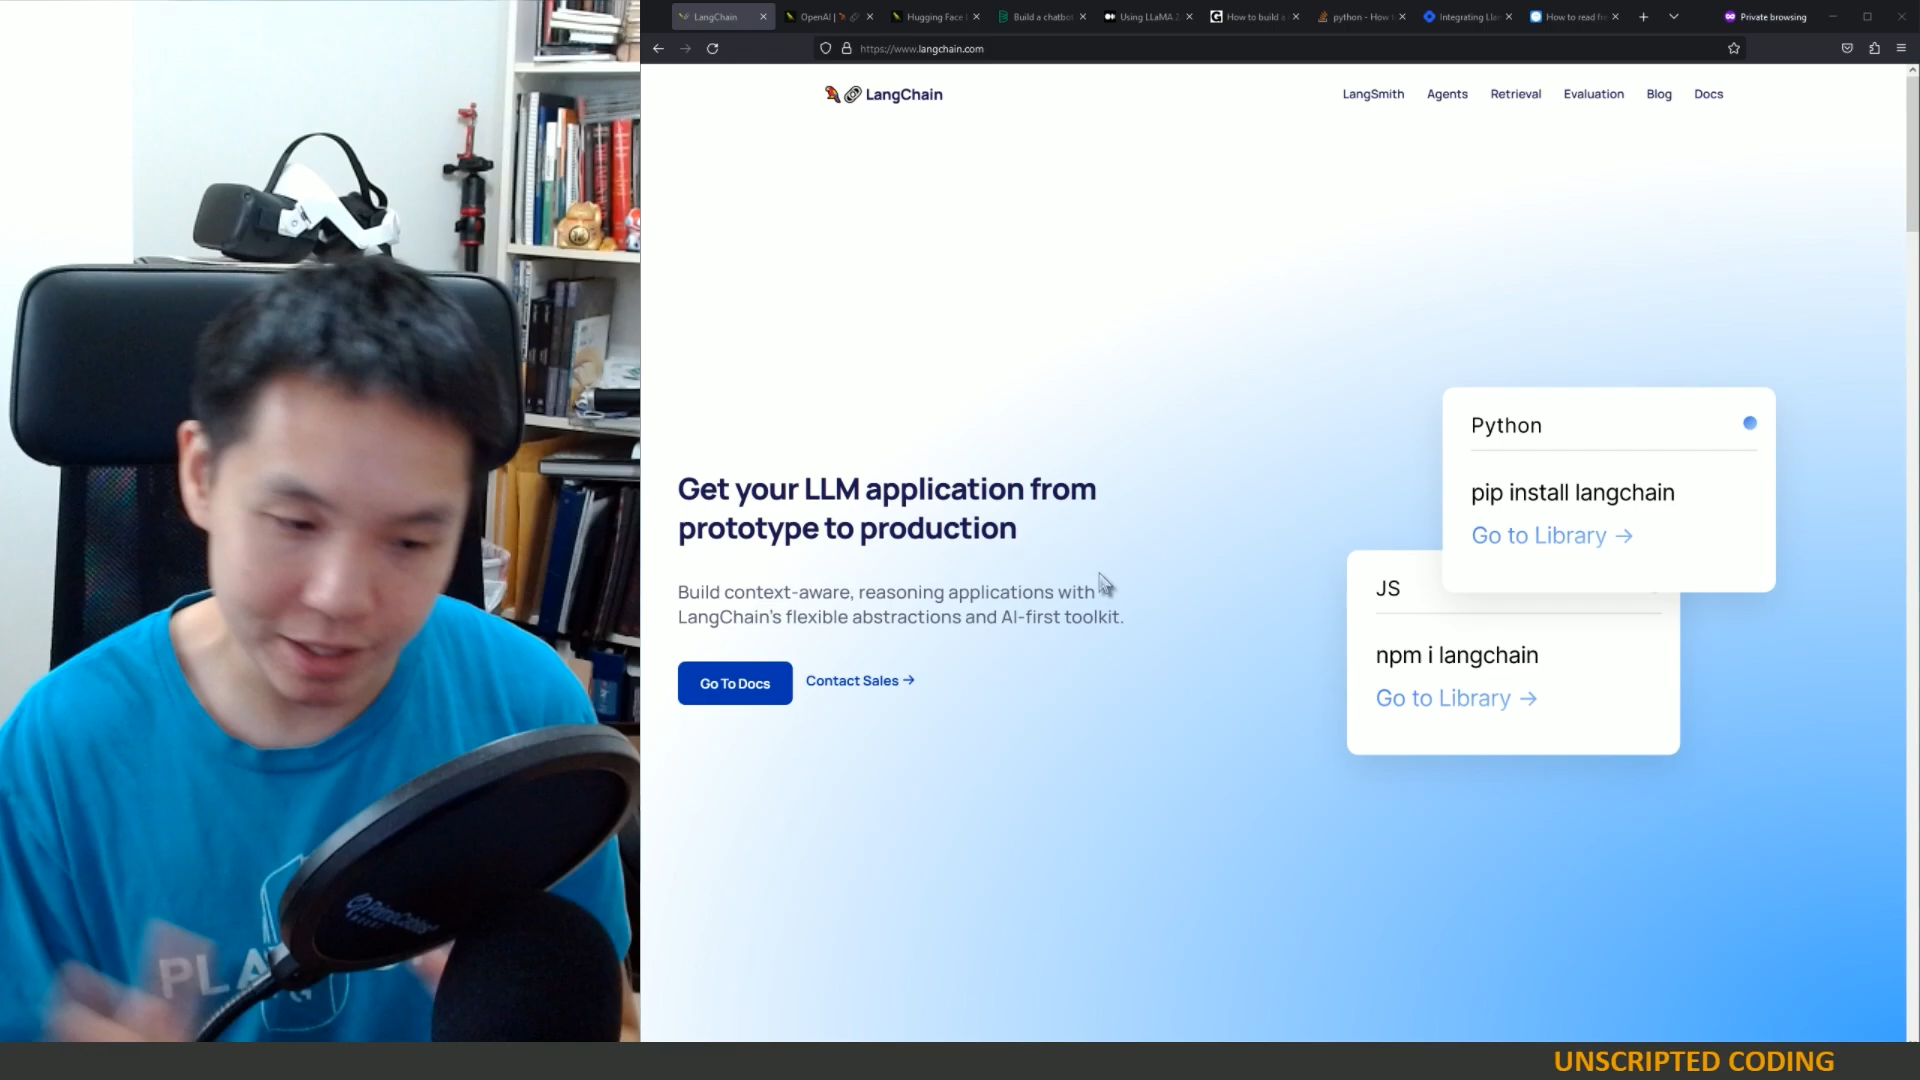 LangChain
OpenAI |
Hugging Face
Build a chatbot
Using LLaMA 2
How to build a
python - How
Integrating Lla
How to read fr
Private browsing
https://www.langchain.com
LangChain
LangSmith
Agents
Retrieval
Evaluation
Blog
Docs
Get your LLM application from
prototype to production
Build context-aware, reasoning applications with
LangChain's flexible abstractions and AI-first toolkit.
Go To Docs
Contact Sales →
Python
pip install langchain
Go to Library →
JS
npm i langchain
Go to Library →
PrimeCables
UNSCRIPTED CODING